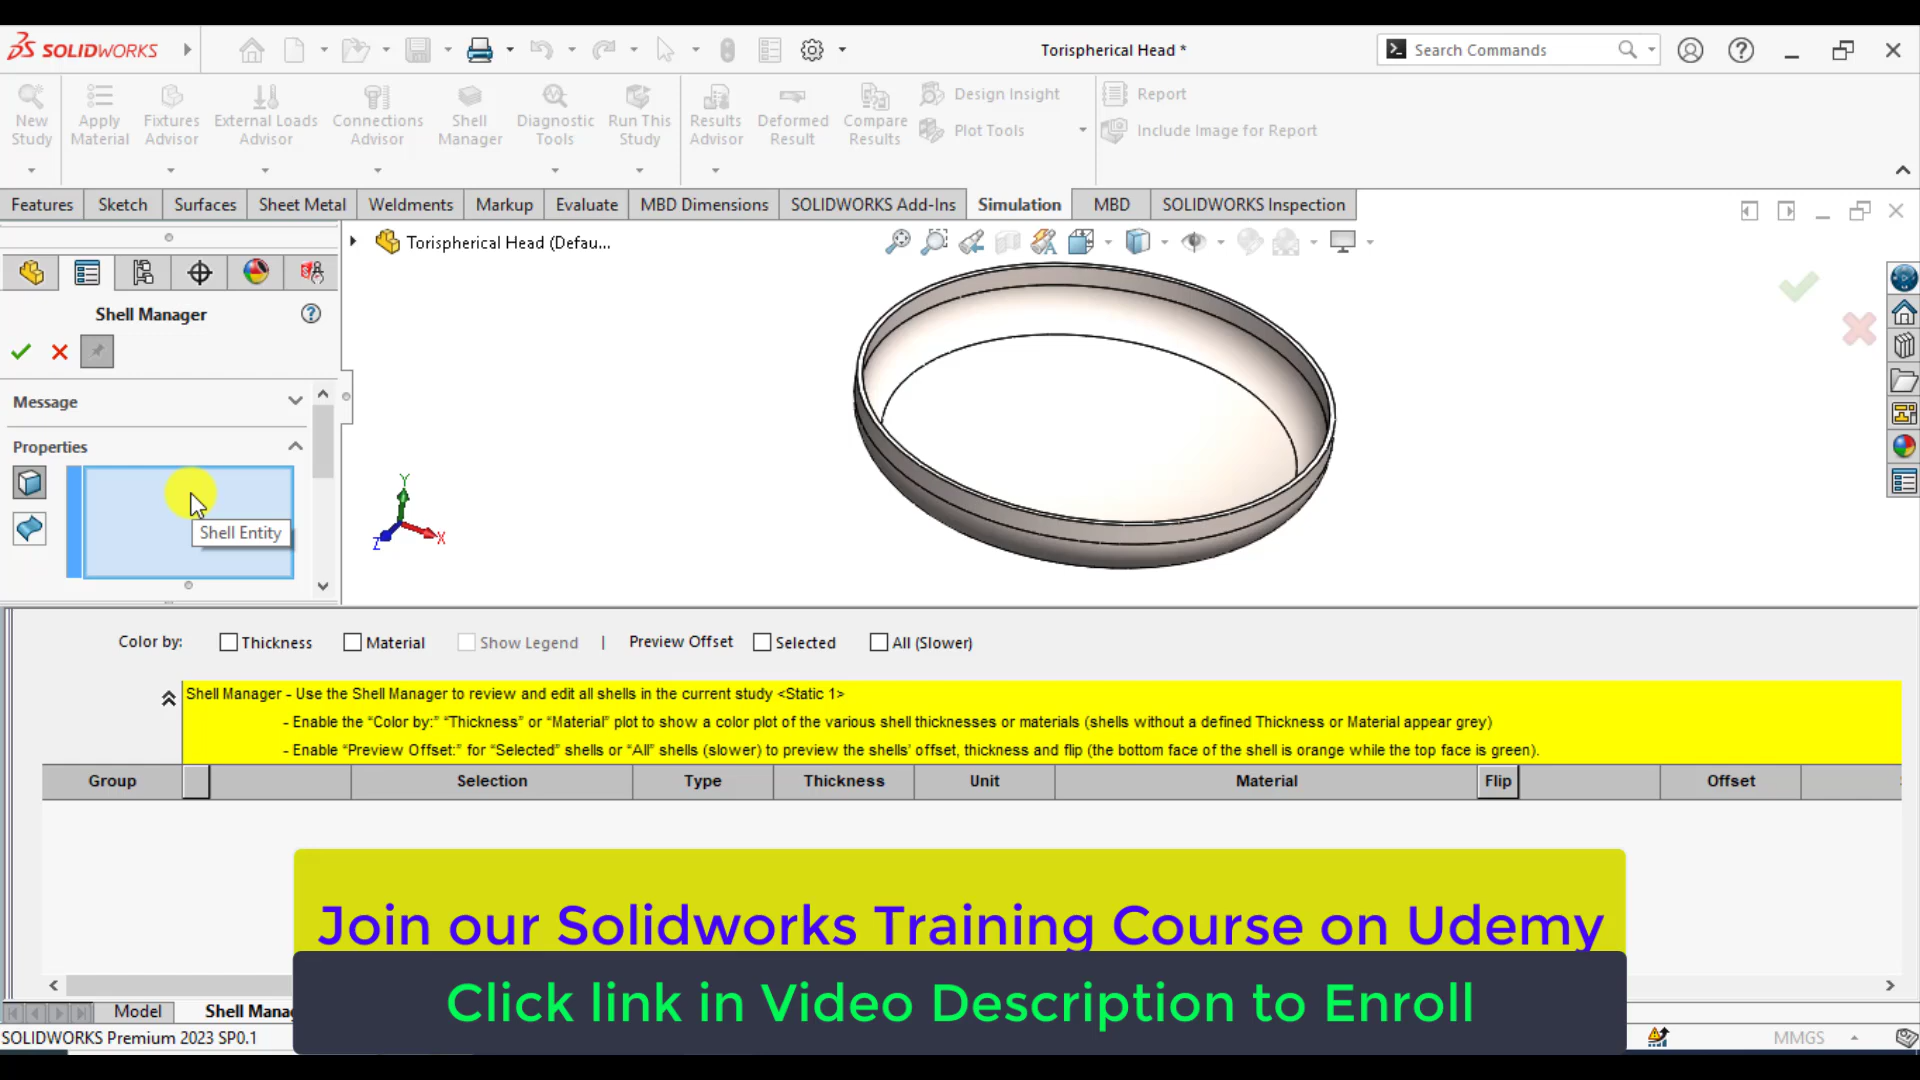 SOLIDWORKS
Torispherical Head *
Search Commands
New Study
Apply Material
Fixtures Advisor
External Loads Advisor
Connections Advisor
Shell Manager
Diagnostic Tools
Run This Study
Results Advisor
Deformed Result
Compare Results
Design Insight
Plot Tools
Report
Include Image for Report
Features
Sketch
Surfaces
Sheet Metal
Weldments
Markup
Evaluate
MBD Dimensions
SOLIDWORKS Add-Ins
Simulation
MBD
SOLIDWORKS Inspection
Torispherical Head (Defau...
Shell Manager
Message
Properties
Shell Entity
Y
X
Z
Color by: Thickness Material Show Legend | Preview Offset Selected All (Slower)
Shell Manager - Use the Shell Manager to review and edit all shells in the current study <Static 1>
- Enable the “Color by:” “Thickness” or “Material” plot to show a color plot of the various shell thicknesses or materials (shells without a defined Thickness or Material appear grey)
- Enable “Preview Offset:” for “Selected” shells or “All” shells (slower) to preview the shells’ offset, thickness and flip (the bottom face of the shell is orange while the top face is green).
Group Selection Type Thickness Unit Material Flip Offset
Join our Solidworks Training Course on Udemy
Click link in Video Description to Enroll
Model Shell Mana
SOLIDWORKS Premium 2023 SP0.1
MMGS